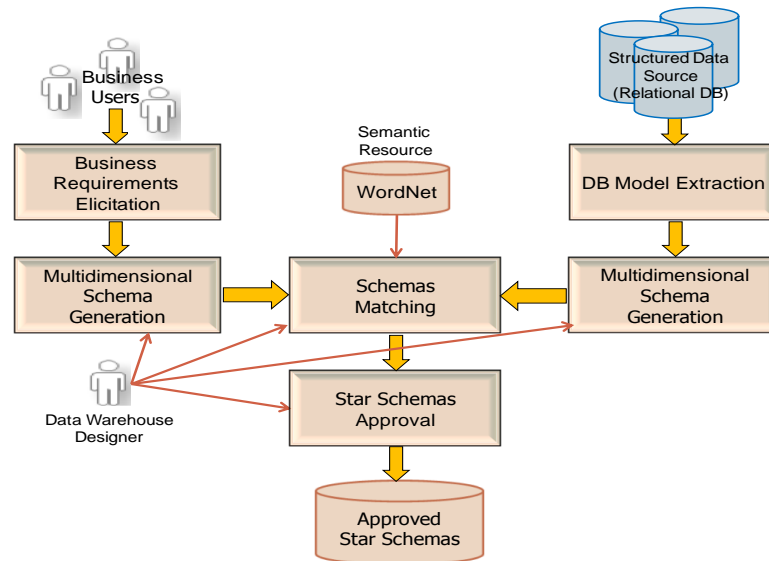 Business
Users
Structured Data
Source
(Relational DB)
Semantic
Resource
WordNet
Business
Requirements
Elicitation
DB Model Extraction
Multidimensional
Schema
Generation
Schemas
Matching
Multidimensional
Schema
Generation
Data Warehouse
Designer
Star Schemas
Approval
Approved
Star Schemas